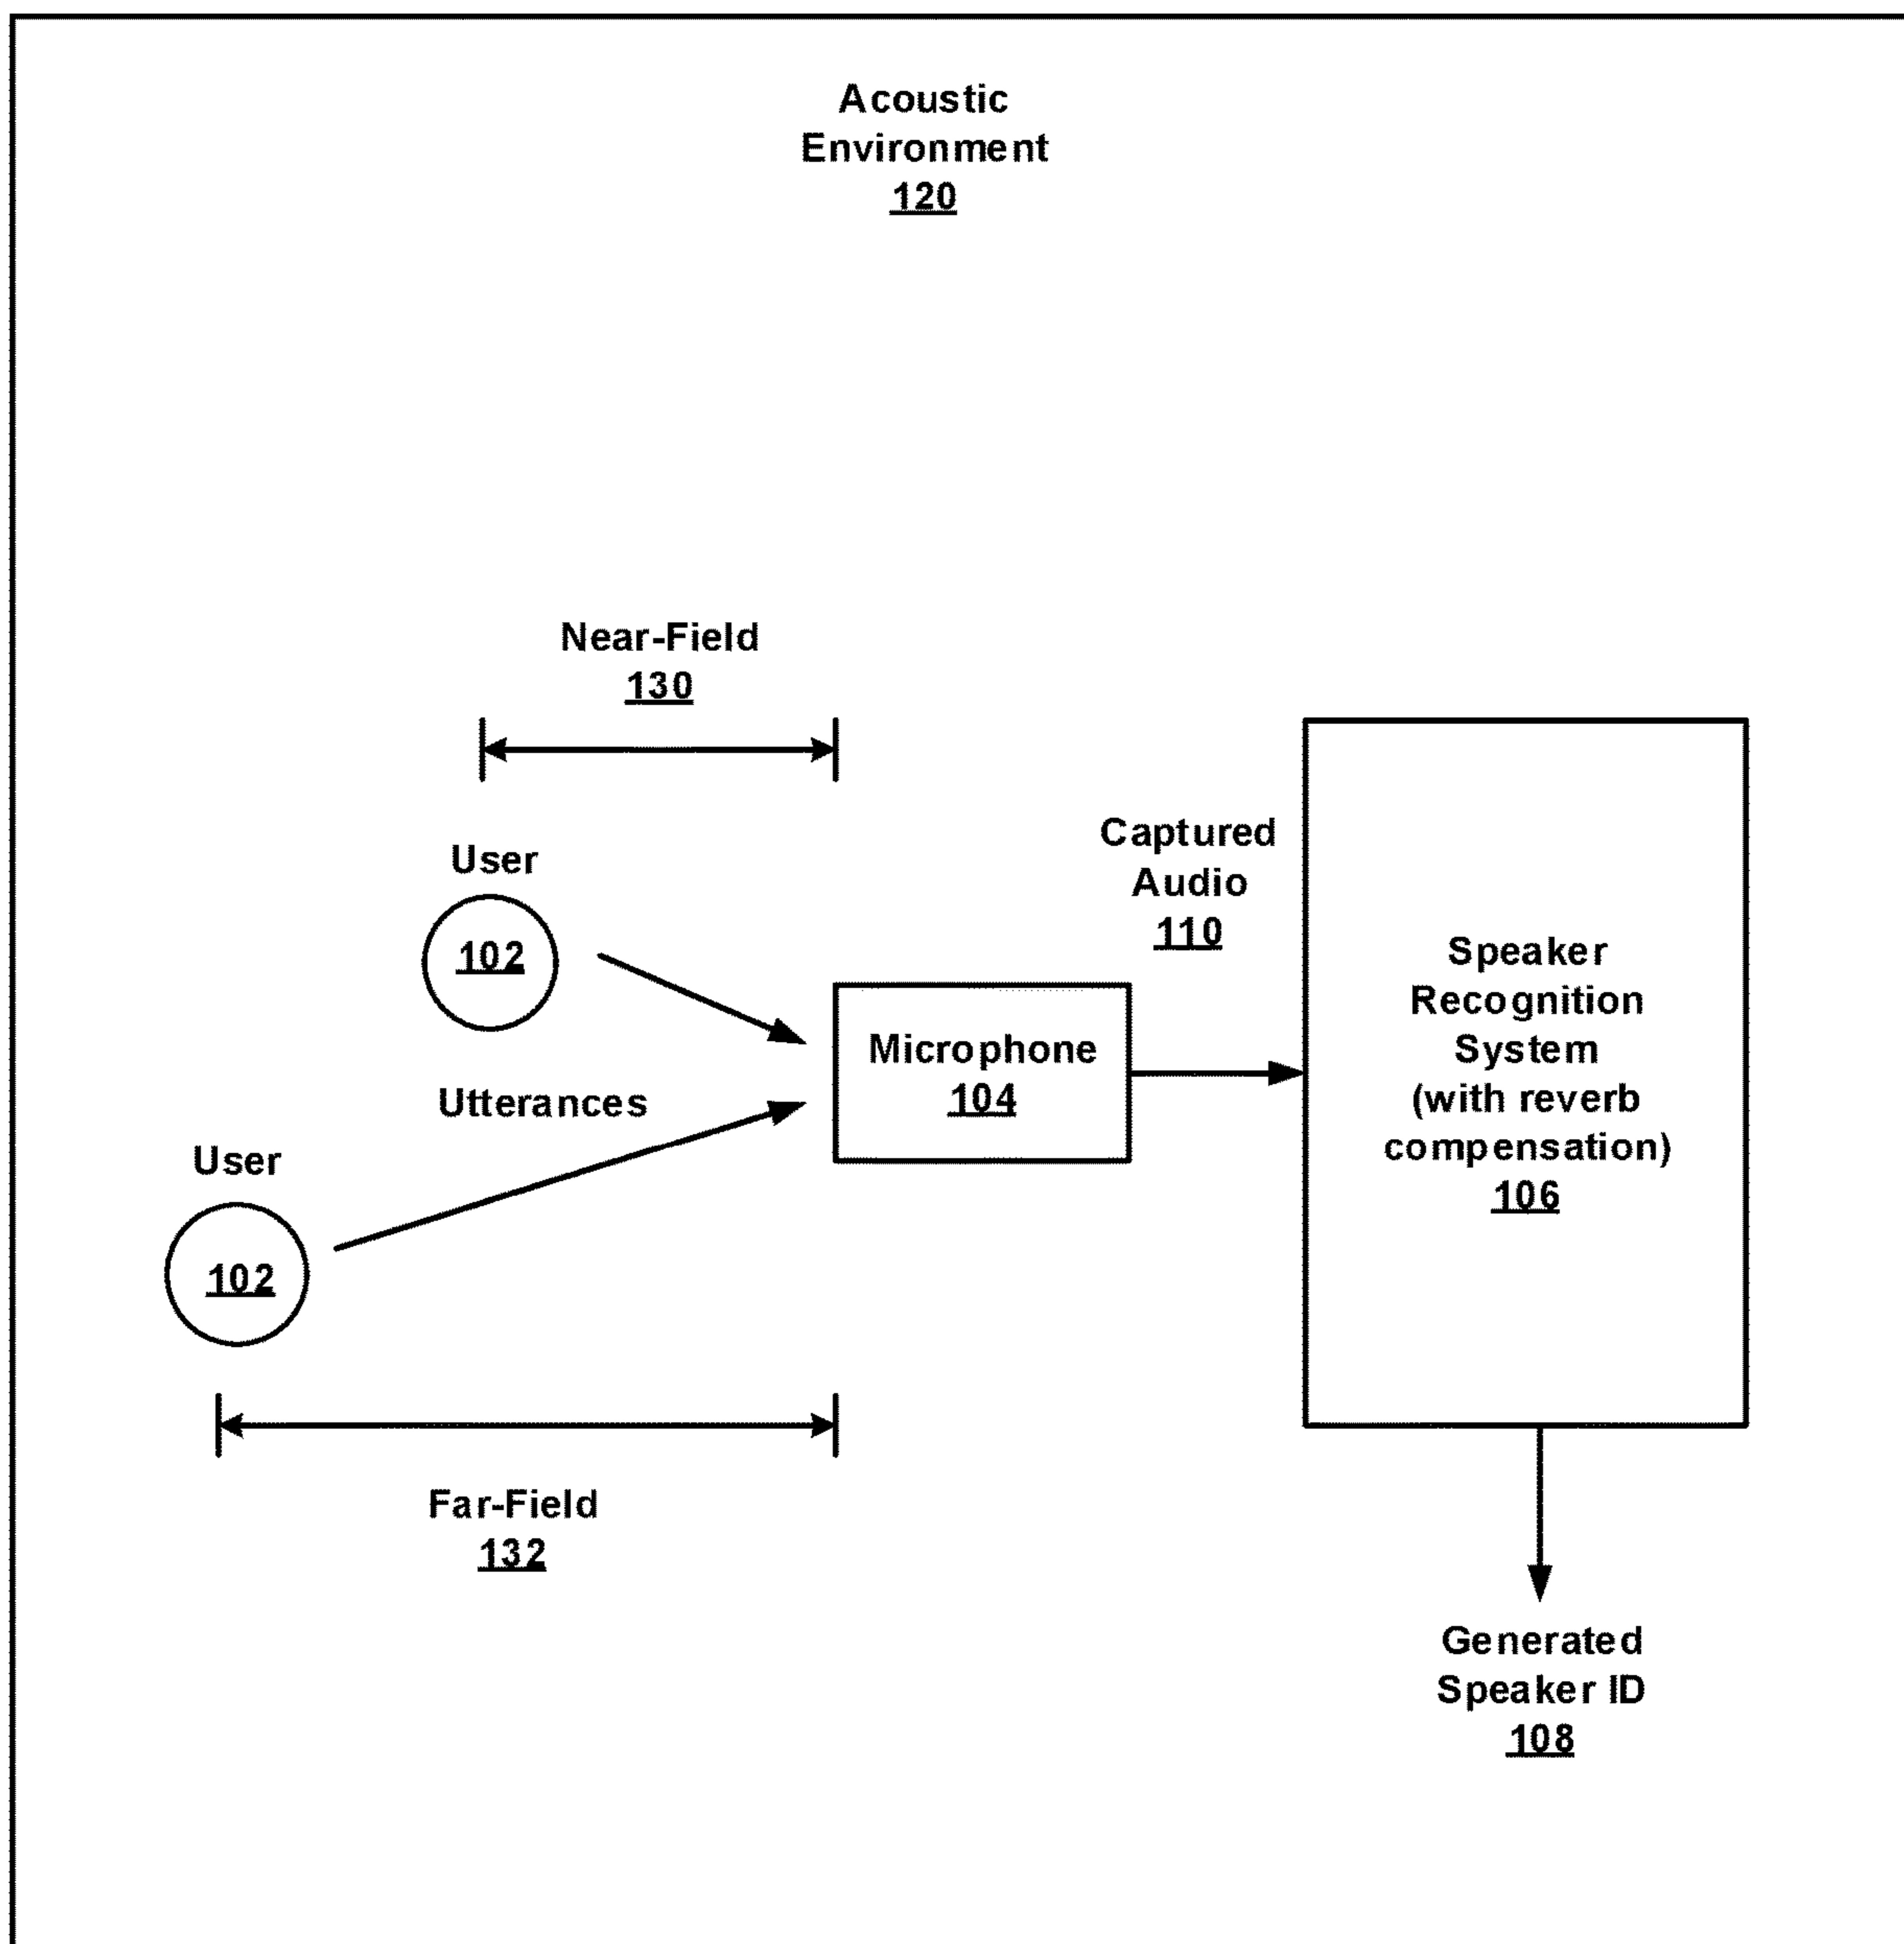 Acoustic
Environment
120
Near-Field
130
User
102
Captured
Audio
110
Utterances
Microphone
104
Speaker
Recognition
System
(with reverb
compensation)
106
User
102
Far-Field
132
Generated
Speaker ID
108